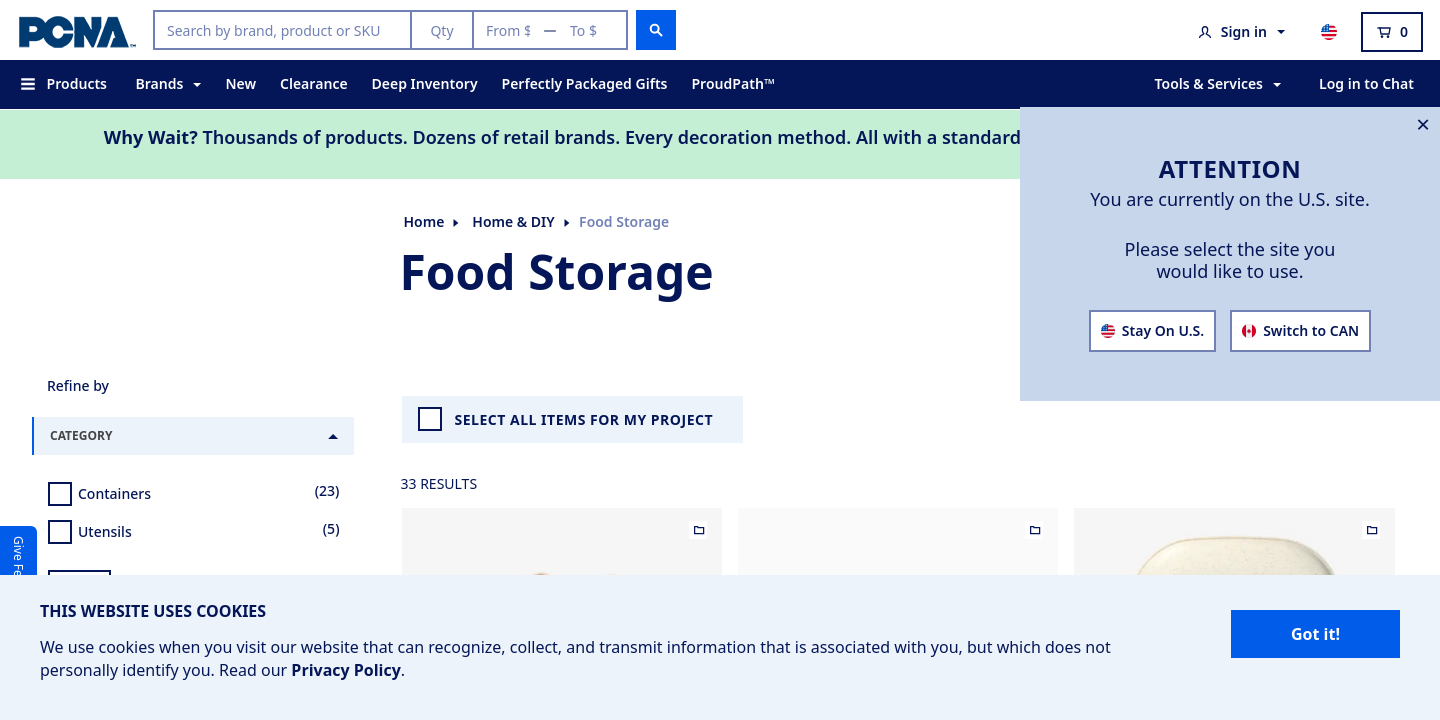 PCNA™
Search by brand, product or SKU
Qty
From $ — To $
Sign in
0
Products
Brands
New
Clearance
Deep Inventory
Perfectly Packaged Gifts
ProudPath™
Tools & Services
Log in to Chat
Why Wait? Thousands of products. Dozens of retail brands. Every decoration method. All with a standard
ATTENTION
You are currently on the U.S. site.
Please select the site you
would like to use.
Stay On U.S.
Switch to CAN
Home
Home & DIY
Food Storage
Food Storage
Refine by
CATEGORY
Containers (23)
Utensils (5)
SELECT ALL ITEMS FOR MY PROJECT
33 RESULTS
Give Fe
THIS WEBSITE USES COOKIES
We use cookies when you visit our website that can recognize, collect, and transmit information that is associated with you, but which does not
personally identify you. Read our Privacy Policy.
Got it!